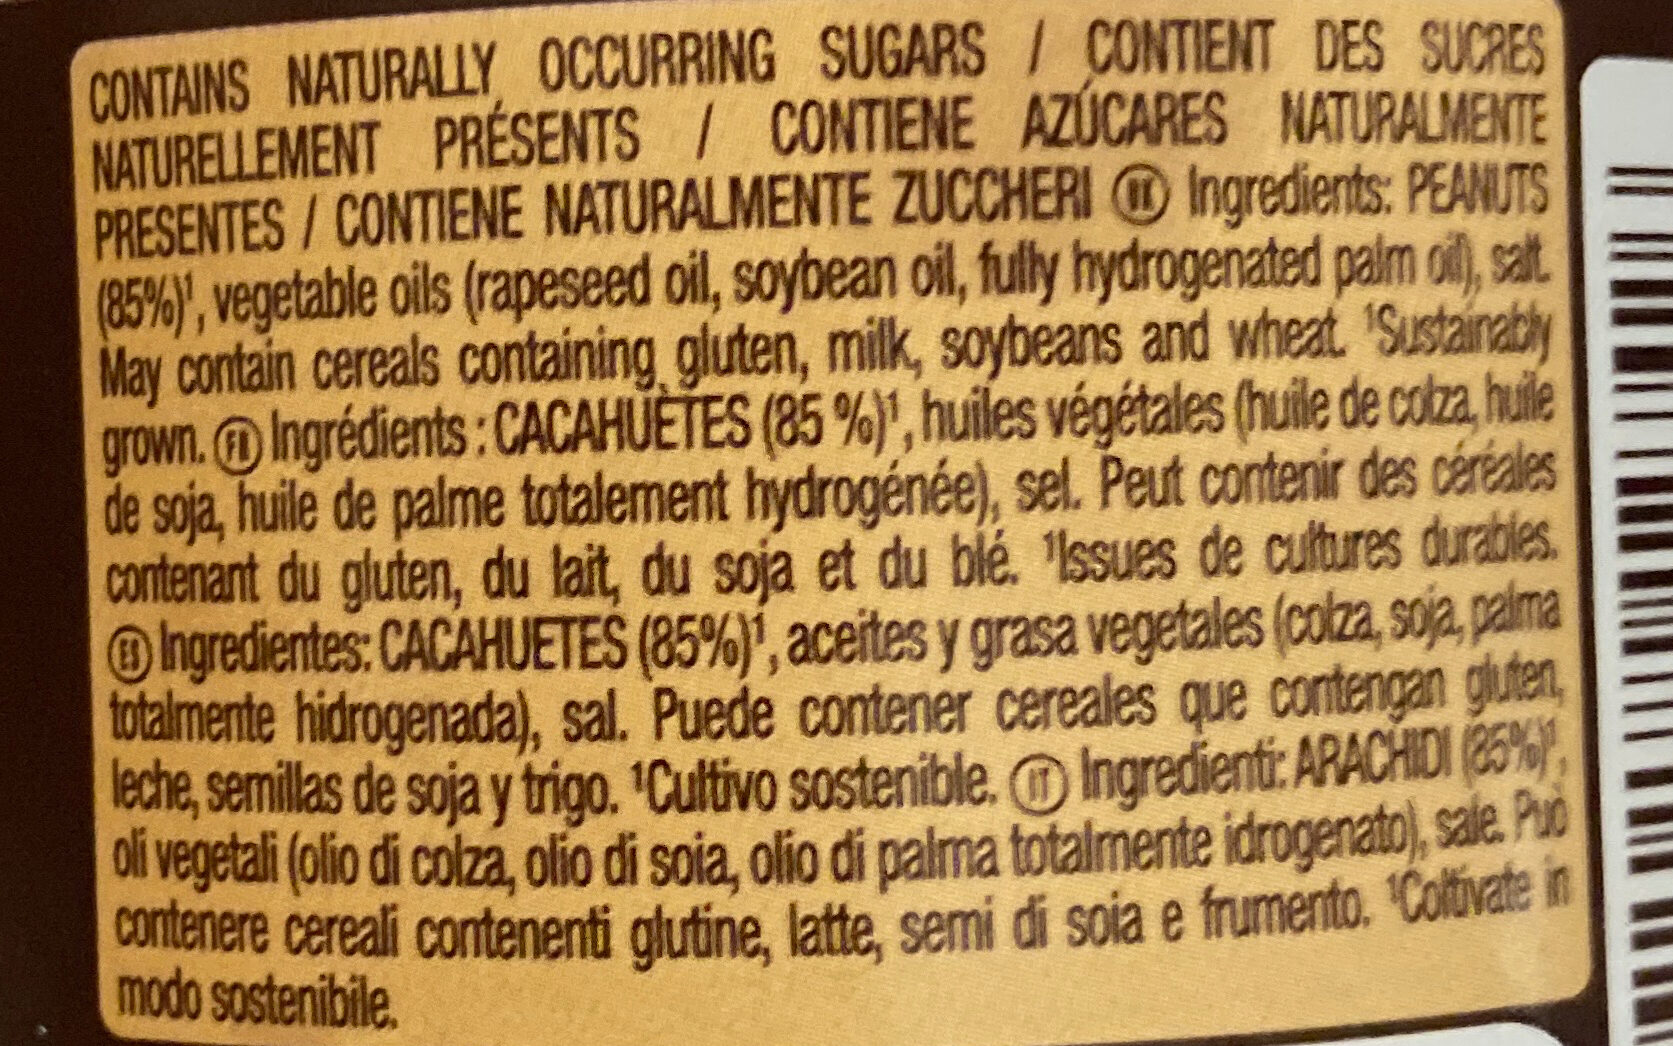 CONTAINS NATURALLY OCCURRING SUGARS / CONTIENT DES SUCRES
NATURELLEMENT PRÉSENTS / CONTIENE AZÚCARES NATURALMENTE
PRESENTES / CONTIENE NATURALMENTE ZUCCHERI UK Ingredients: PEANUTS
(85%)¹, vegetable oils (rapeseed oil, soybean oil, fully hydrogenated palm oil), salt.
May contain cereals containing gluten, milk, soybeans and wheat. ¹Sustainably
grown. FR Ingrédients : CACAHUÈTES (85 %)¹, huiles végétales (huile de colza, huile
de soja, huile de palme totalement hydrogénée), sel. Peut contenir des céréales
contenant du gluten, du lait, du soja et du blé. ¹Issues de cultures durables.
ES Ingredientes: CACAHUETES (85%)¹, aceites y grasa vegetales (colza, soja, palma
totalmente hidrogenada), sal. Puede contener cereales que contengan gluten,
leche, semillas de soja y trigo. ¹Cultivo sostenible. IT Ingredienti: ARACHIDI (85%)¹,
oli vegetali (olio di colza, olio di soia, olio di palma totalmente idrogenato), sale. Può
contenere cereali contenenti glutine, latte, semi di soia e frumento. ¹Coltivate in
modo sostenibile.